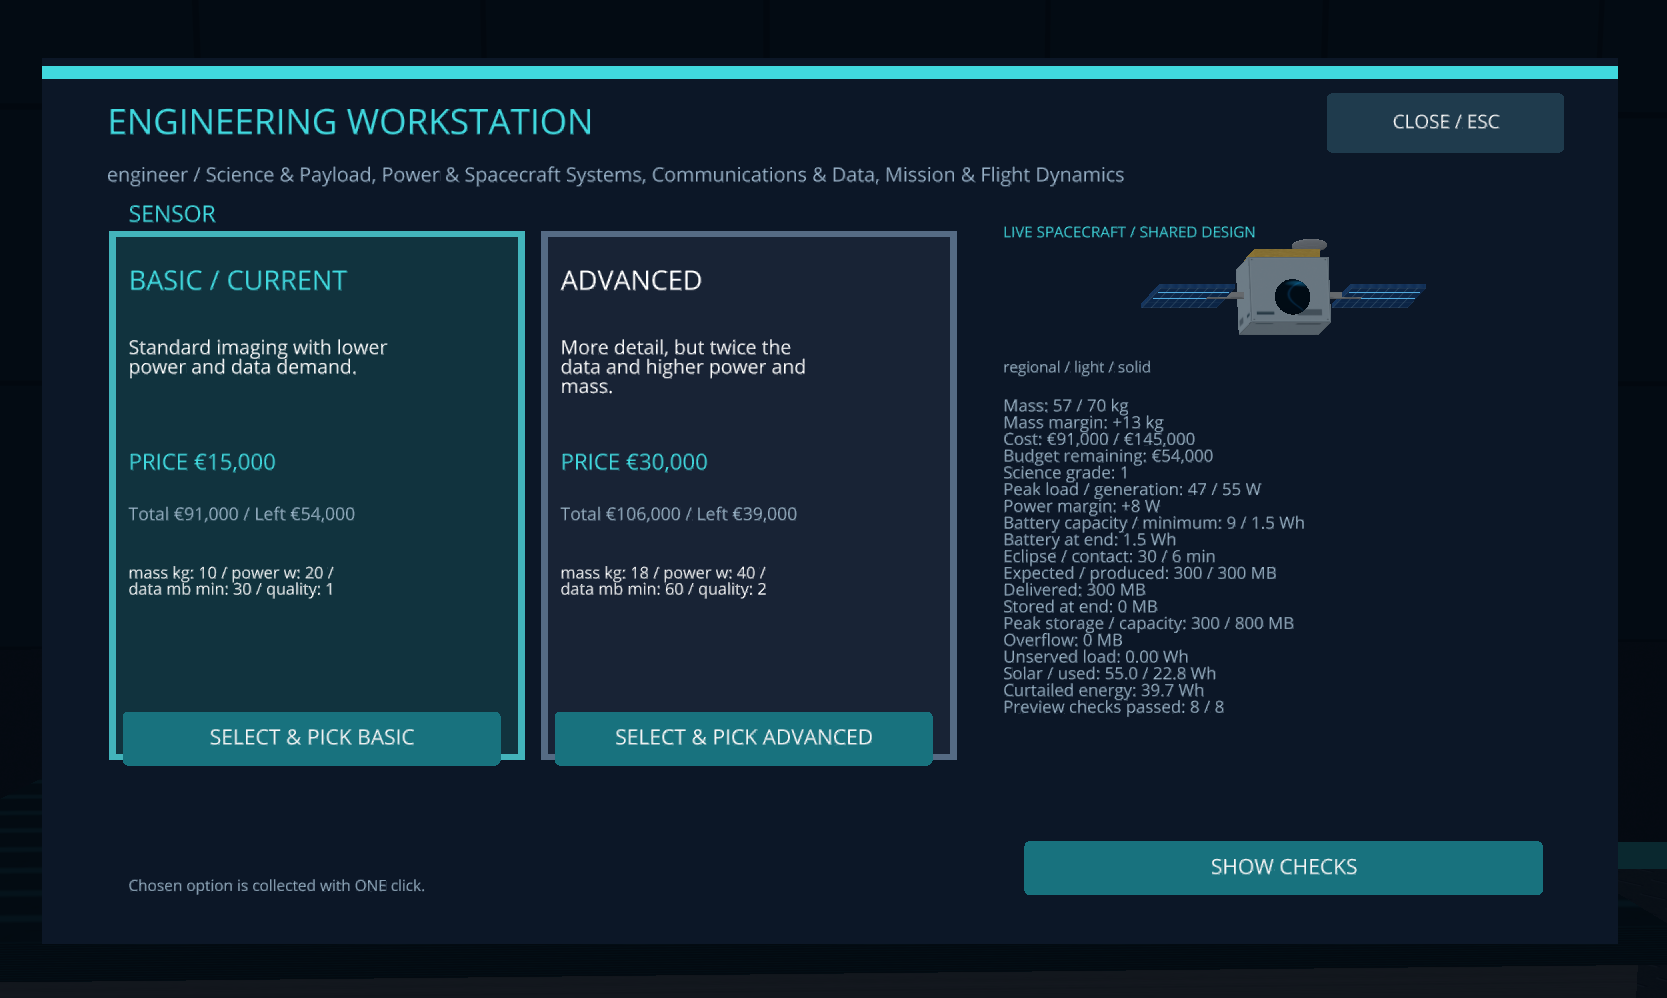 ENGINEERING WORKSTATION
CLOSE / ESC
engineer / Science & Payload, Power & Spacecraft Systems, Communications & Data, Mission & Flight Dynamics
SENSOR
BASIC / CURRENT
Standard imaging with lower
power and data demand.
PRICE €15,000
Total €91,000 / Left €54,000
mass kg: 10 / power w: 20 /
data mb min: 30 / quality: 1
SELECT & PICK BASIC
ADVANCED
More detail, but twice the
data and higher power and
mass.
PRICE €30,000
Total €106,000 / Left €39,000
mass kg: 18 / power w: 40 /
data mb min: 60 / quality: 2
SELECT & PICK ADVANCED
LIVE SPACECRAFT / SHARED DESIGN
regional / light / solid
Mass: 57 / 70 kg
Mass margin: +13 kg
Cost: €91,000 / €145,000
Budget remaining: €54,000
Science grade: 1
Peak load / generation: 47 / 55 W
Power margin: +8 W
Battery capacity / minimum: 9 / 1.5 Wh
Battery at end: 1.5 Wh
Eclipse / contact: 30 / 6 min
Expected / produced: 300 / 300 MB
Delivered: 300 MB
Stored at end: 0 MB
Peak storage / capacity: 300 / 800 MB
Overflow: 0 MB
Unserved load: 0.00 Wh
Solar / used: 55.0 / 22.8 Wh
Curtailed energy: 39.7 Wh
Preview checks passed: 8 / 8
SHOW CHECKS
Chosen option is collected with ONE click.